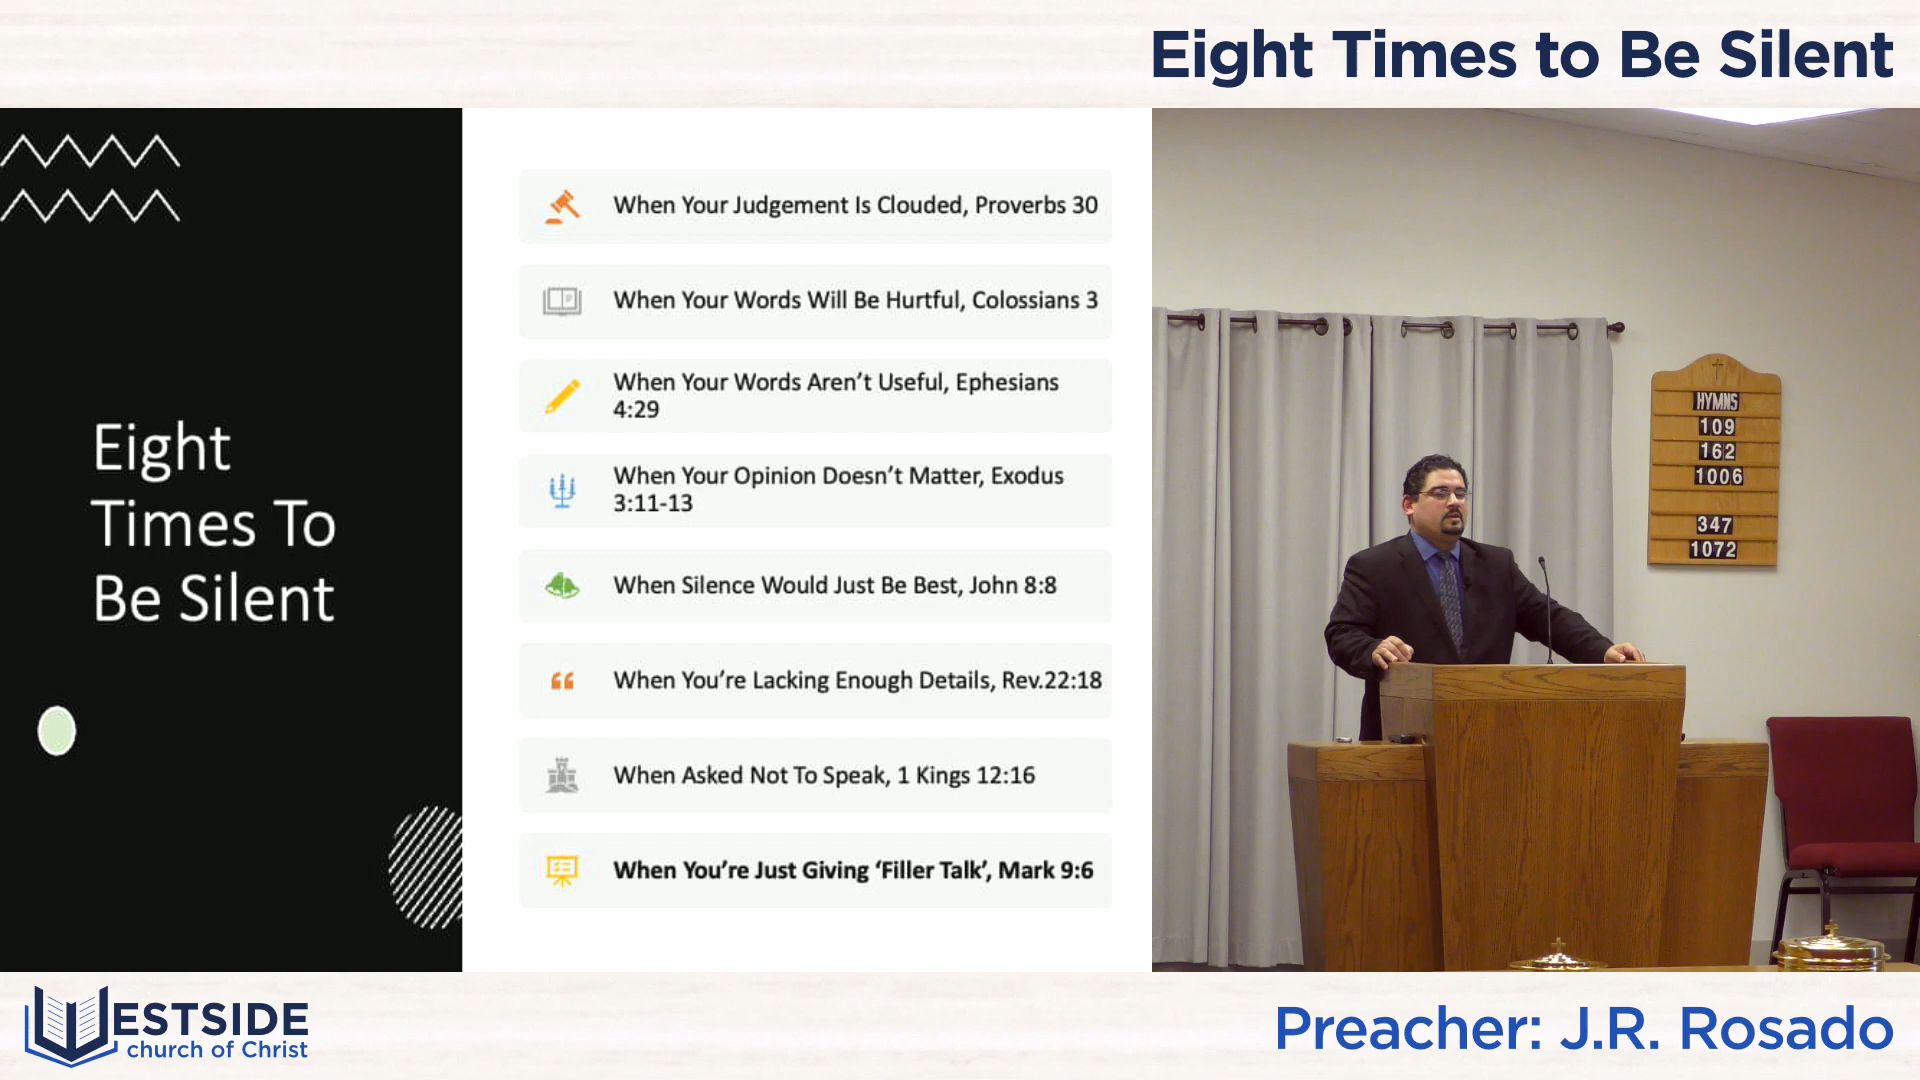 Eight Times to Be Silent
Eight
Times To
Be Silent
When Your Judgement Is Clouded, Proverbs 30
When Your Words Will Be Hurtful, Colossians 3
When Your Words Aren’t Useful, Ephesians
4:29
When Your Opinion Doesn’t Matter, Exodus
3:11-13
When Silence Would Just Be Best, John 8:8
“
When You’re Lacking Enough Details, Rev.22:18
When Asked Not To Speak, 1 Kings 12:16
When You’re Just Giving ‘Filler Talk’, Mark 9:6
HYMNS
109
162
1006
347
1072
WESTSIDE
church of Christ
Preacher: J.R. Rosado